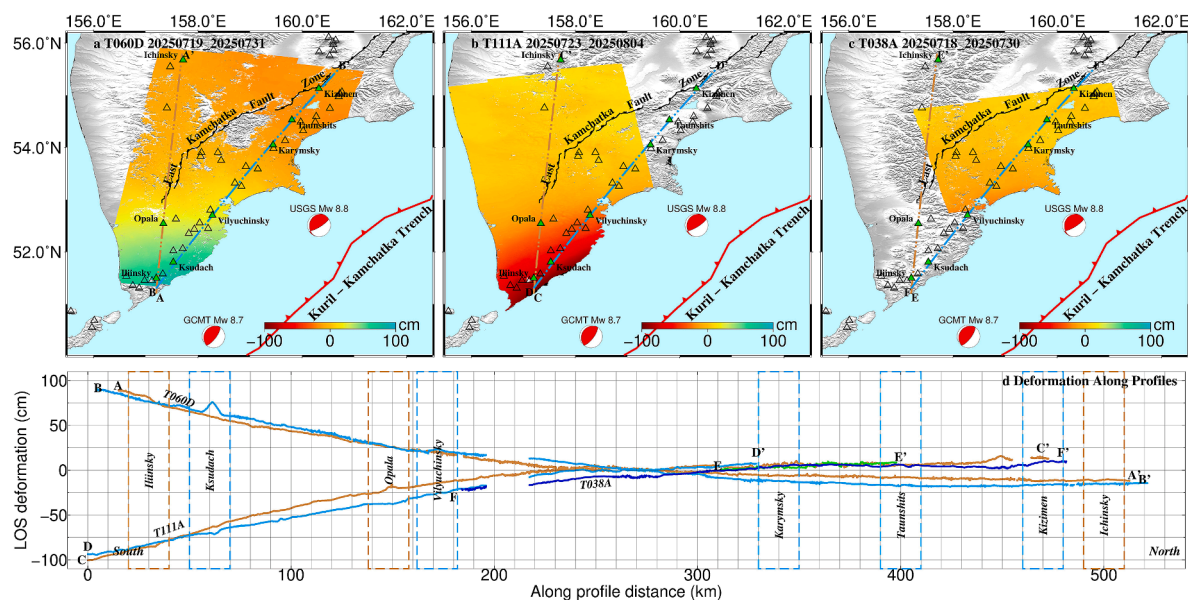 156.0°E 158.0°E 160.0°E 162.0°E 156.0°E 158.0°E 160.0°E 162.0°E 156.0°E 158.0°E 160.0°E 162.0°E
56.0°N
54.0°N
52.0°N
a T060D 20250719_20250731
Ichinsky
A'
B'
Zone
Kizimen
Fault
Taunshits
Kamchatka
Karymsky
East
Opala
Vilyuchinsky
USGS Mw 8.8
Iliinsky
Ksudach
B
A
GCMT Mw 8.7
Kuril – Kamchatka Trench
−100 0 100
cm
b T111A 20250723_20250804
Ichinsky
C'
D'
Zone
Kizimen
Fault
Taunshits
Kamchatka
Karymsky
East
Opala
Vilyuchinsky
USGS Mw 8.8
Iliinsky
Ksudach
D
C
GCMT Mw 8.7
Kuril – Kamchatka Trench
−100 0 100
cm
c T038A 20250718_20250730
Ichinsky
E'
F'
Zone
Kizimen
Fault
Taunshits
Kamchatka
Karymsky
East
Opala
Vilyuchinsky
USGS Mw 8.8
Iliinsky
Ksudach
F
E
GCMT Mw 8.7
Kuril – Kamchatka Trench
−100 0 100
cm
d Deformation Along Profiles
LOS deformation (cm)
100
50
0
−50
−100
B
A
T060D
Iliinsky
Ksudach
Opala
Vilyuchinsky
T111A
D
C
South
F
T038A
E
D'
E'
C'
F'
A'
B'
Karymsky
Taunshits
Kizimen
Ichinsky
North
0 100 200 300 400 500
Along profile distance (km)